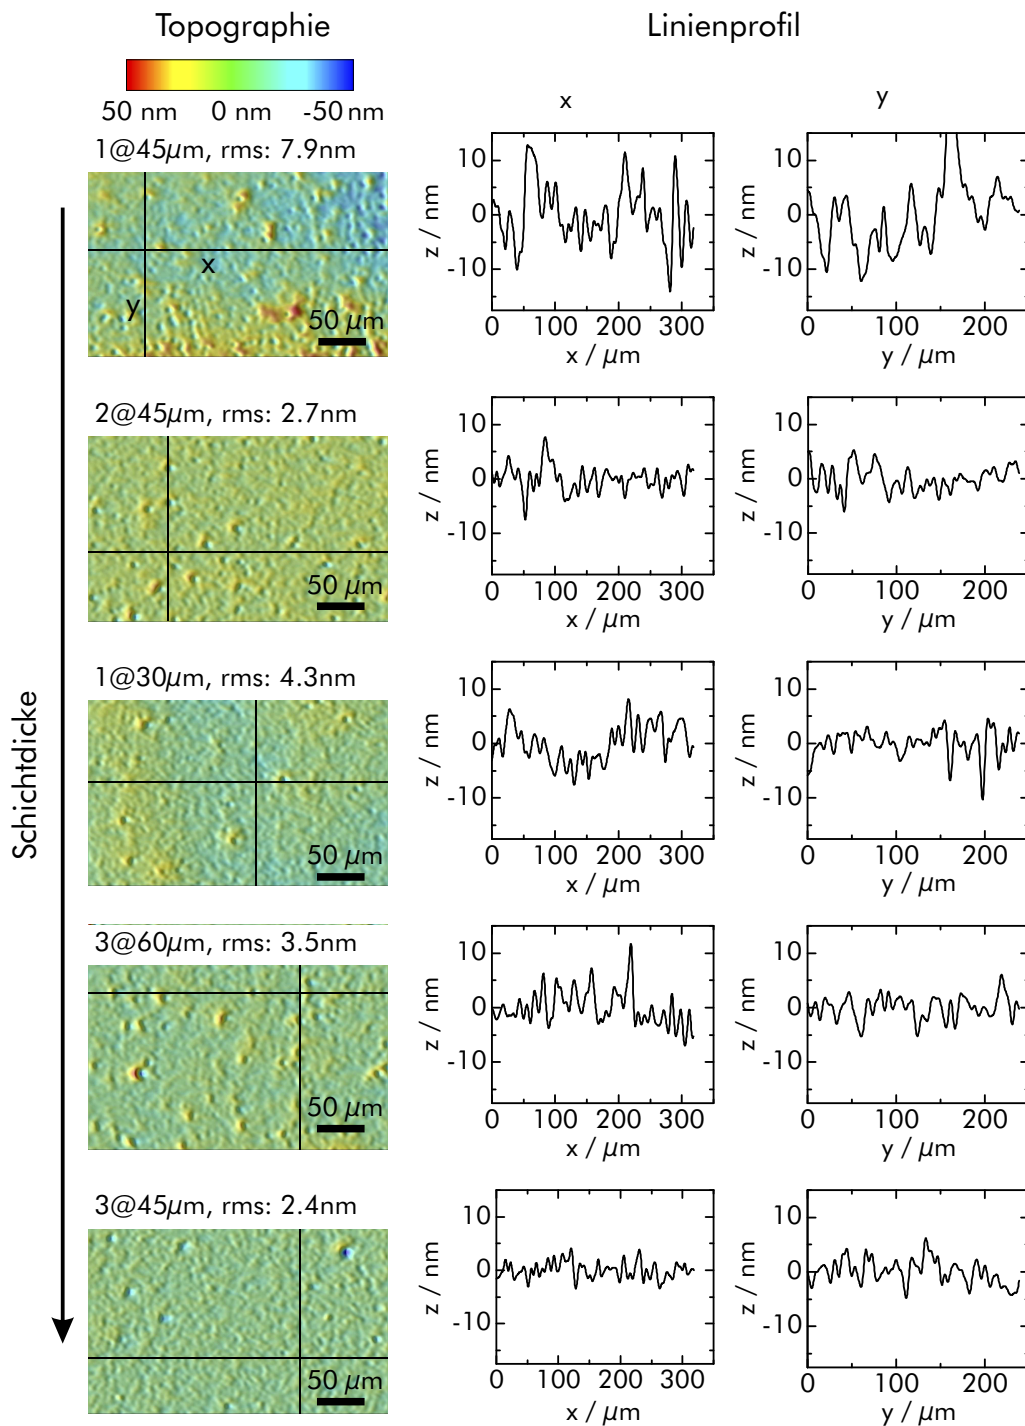 Topographie
Linienprofil
50 nm 0 nm -50 nm
x
y
Schichtdicke
1@45µm, rms: 7.9nm
x
y
50 µm
10
0
-10
z / nm
0 100 200 300
x / µm
10
0
-10
z / nm
0 100 200
y / µm
2@45µm, rms: 2.7nm
50 µm
10
0
-10
z / nm
0 100 200 300
x / µm
10
0
-10
z / nm
0 100 200
y / µm
1@30µm, rms: 4.3nm
50 µm
10
0
-10
z / nm
0 100 200 300
x / µm
10
0
-10
z / nm
0 100 200
y / µm
3@60µm, rms: 3.5nm
50 µm
10
0
-10
z / nm
0 100 200 300
x / µm
10
0
-10
z / nm
0 100 200
y / µm
3@45µm, rms: 2.4nm
50 µm
10
0
-10
z / nm
0 100 200 300
x / µm
10
0
-10
z / nm
0 100 200
y / µm